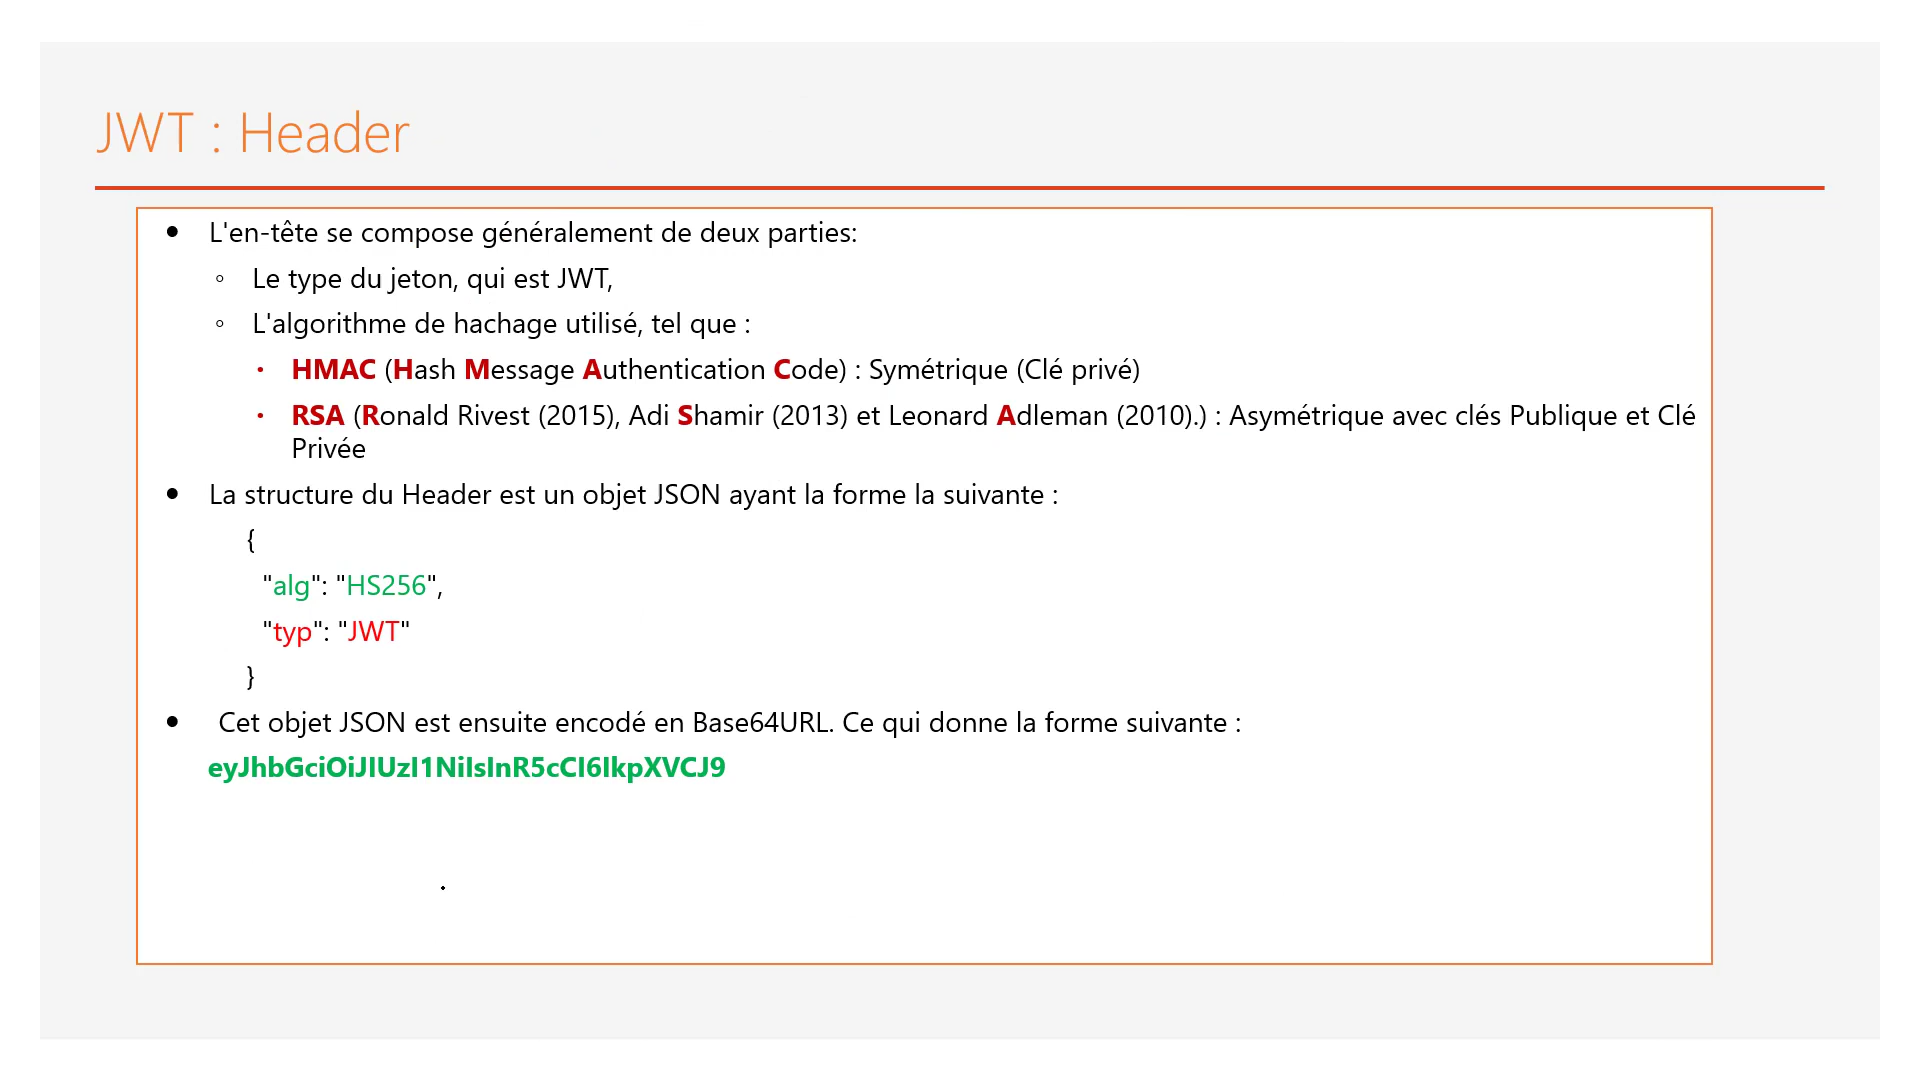 JWT : Header
• L'en-tête se compose généralement de deux parties:
◦ Le type du jeton, qui est JWT,
◦ L'algorithme de hachage utilisé, tel que :
• HMAC (Hash Message Authentication Code) : Symétrique (Clé privé)
• RSA (Ronald Rivest (2015), Adi Shamir (2013) et Leonard Adleman (2010).) : Asymétrique avec clés Publique et Clé
Privée
• La structure du Header est un objet JSON ayant la forme la suivante :
{
"alg": "HS256",
"typ": "JWT"
}
• Cet objet JSON est ensuite encodé en Base64URL. Ce qui donne la forme suivante :
eyJhbGciOiJIUzI1NiIsInR5cCI6IkpXVCJ9